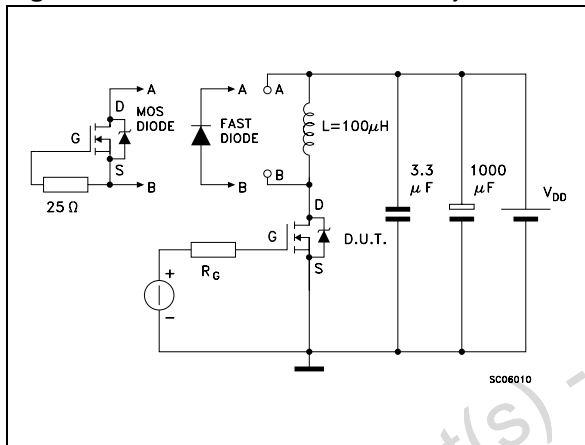 A
A
A
D
MOS
DIODE
FAST
DIODE
L=100μH
G
S
B
B
B
25 Ω
3.3
μF
1000
μF
VDD
D
G
D.U.T.
S
RG
+
−
SC06010
t(s) -